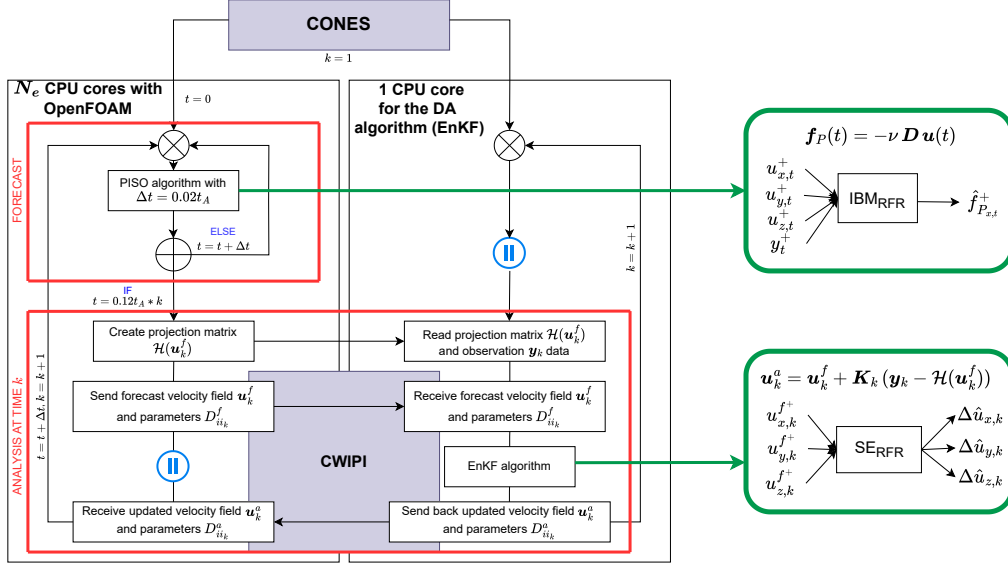 CONES
k = 1
N_e CPU cores with
OpenFOAM
t = 0
1 CPU core
for the DA
algorithm (EnKF)
FORECAST
PISO algorithm with
Δt = 0.02t_A
ELSE
t = t + Δt
IF
t = 0.12t_A * k
k = k + 1
ANALYSIS AT TIME k
t = t + Δt, k = k + 1
Create projection matrix
𝓗(u_k^f)
Read projection matrix 𝓗(u_k^f)
and observation y_k data
Send forecast velocity field u_k^f
and parameters D_{ii_k}^f
Receive forecast velocity field u_k^f
and parameters D_{ii_k}^f
CWIPI
EnKF algorithm
Receive updated velocity field u_k^a
and parameters D_{ii_k}^a
Send back updated velocity field u_k^a
and parameters D_{ii_k}^a
f_P(t) = −ν D u(t)
u_{x,t}^+
u_{y,t}^+
u_{z,t}^+
y_t^+
IBM_RFR
f̂_{P_{x,t}}^+
u_k^a = u_k^f + K_k (y_k − 𝓗(u_k^f))
u_{x,k}^{f+}
u_{y,k}^{f+}
u_{z,k}^{f+}
SE_RFR
Δû_{x,k}
Δû_{y,k}
Δû_{z,k}